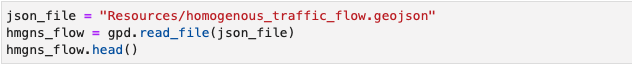 json_file = "Resources/homogenous_traffic_flow.geojson"
hmgns_flow = gpd.read_file(json_file)
hmgns_flow.head()